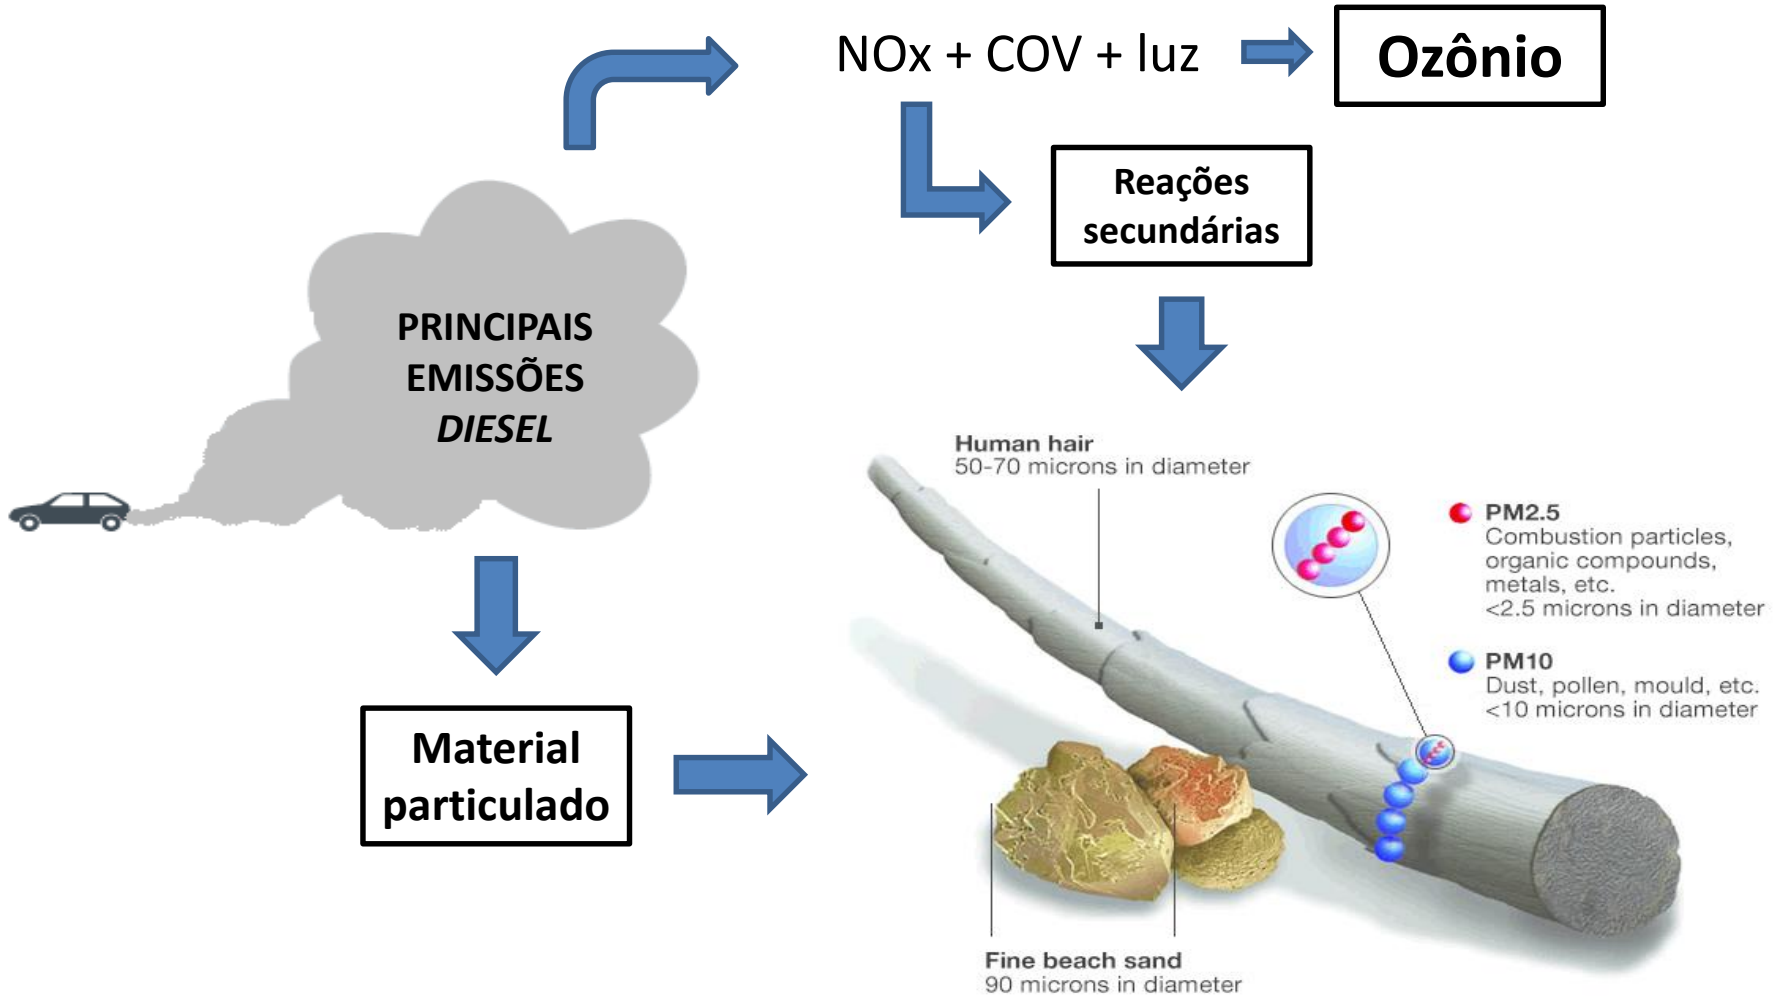 NOx + COV + luz
Ozônio
Reações
secundárias
PRINCIPAIS
EMISSÕES
DIESEL
Material
particulado
Human hair
50-70 microns in diameter
PM2.5
Combustion particles,
organic compounds,
metals, etc.
<2.5 microns in diameter
PM10
Dust, pollen, mould, etc.
<10 microns in diameter
Fine beach sand
90 microns in diameter